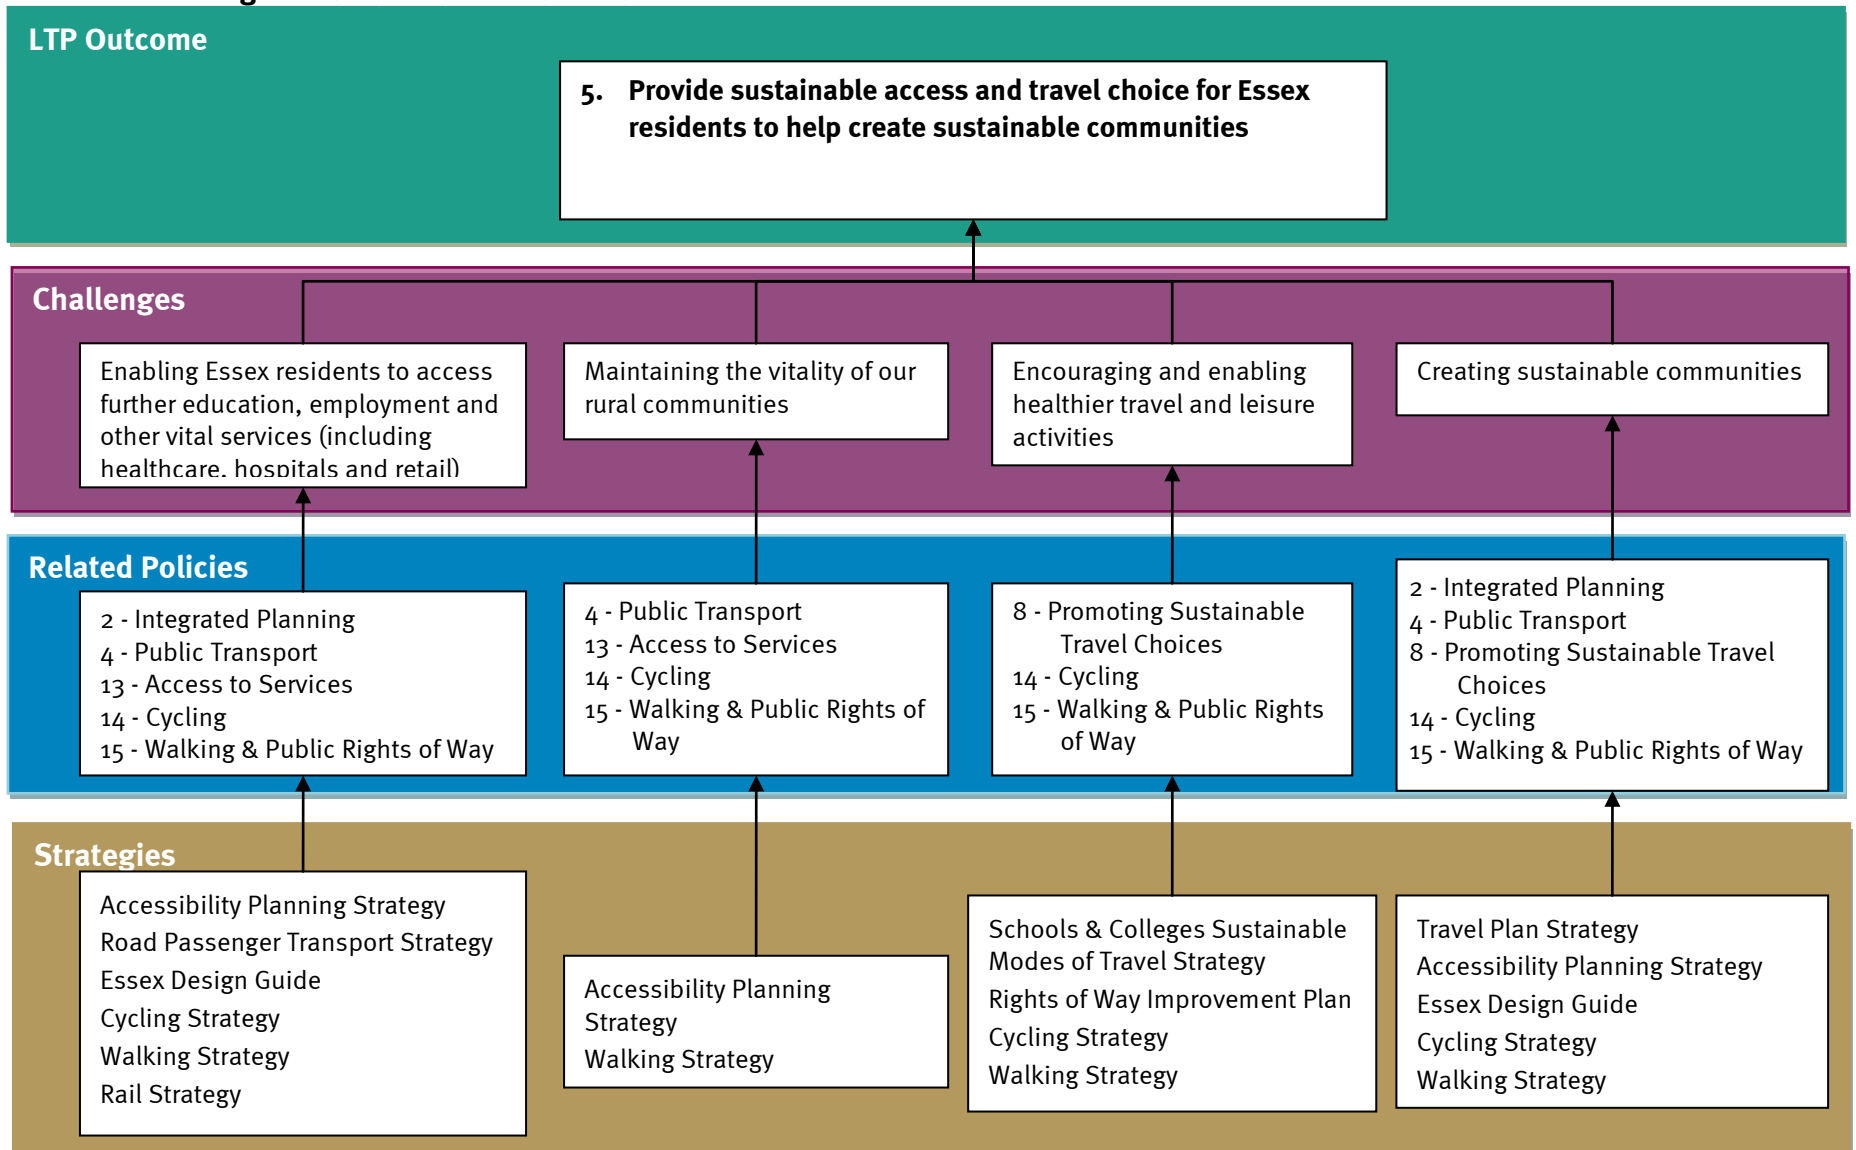 LTP Outcome
5. Provide sustainable access and travel choice for Essex
residents to help create sustainable communities
Challenges
Enabling Essex residents to access
further education, employment and
other vital services (including
healthcare, hospitals and retail)
Maintaining the vitality of our
rural communities
Encouraging and enabling
healthier travel and leisure
activities
Creating sustainable communities
Related Policies
2 - Integrated Planning
4 - Public Transport
13 - Access to Services
14 - Cycling
15 - Walking & Public Rights of Way
4 - Public Transport
13 - Access to Services
14 - Cycling
15 - Walking & Public Rights of
Way
8 - Promoting Sustainable
Travel Choices
14 - Cycling
15 - Walking & Public Rights
of Way
2 - Integrated Planning
4 - Public Transport
8 - Promoting Sustainable Travel
Choices
14 - Cycling
15 - Walking & Public Rights of Way
Strategies
Accessibility Planning Strategy
Road Passenger Transport Strategy
Essex Design Guide
Cycling Strategy
Walking Strategy
Rail Strategy
Accessibility Planning
Strategy
Walking Strategy
Schools & Colleges Sustainable
Modes of Travel Strategy
Rights of Way Improvement Plan
Cycling Strategy
Walking Strategy
Travel Plan Strategy
Accessibility Planning Strategy
Essex Design Guide
Cycling Strategy
Walking Strategy